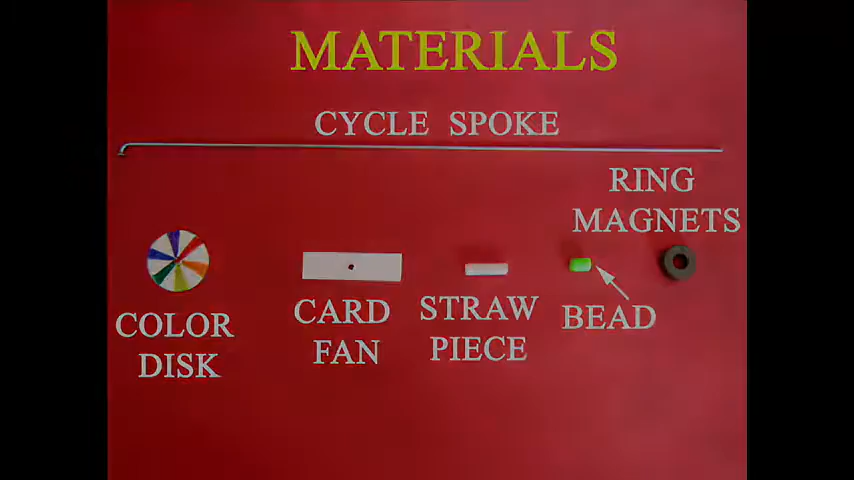 MATERIALS
CYCLE SPOKE
RING
MAGNETS
COLOR
DISK
CARD
FAN
STRAW
PIECE
BEAD